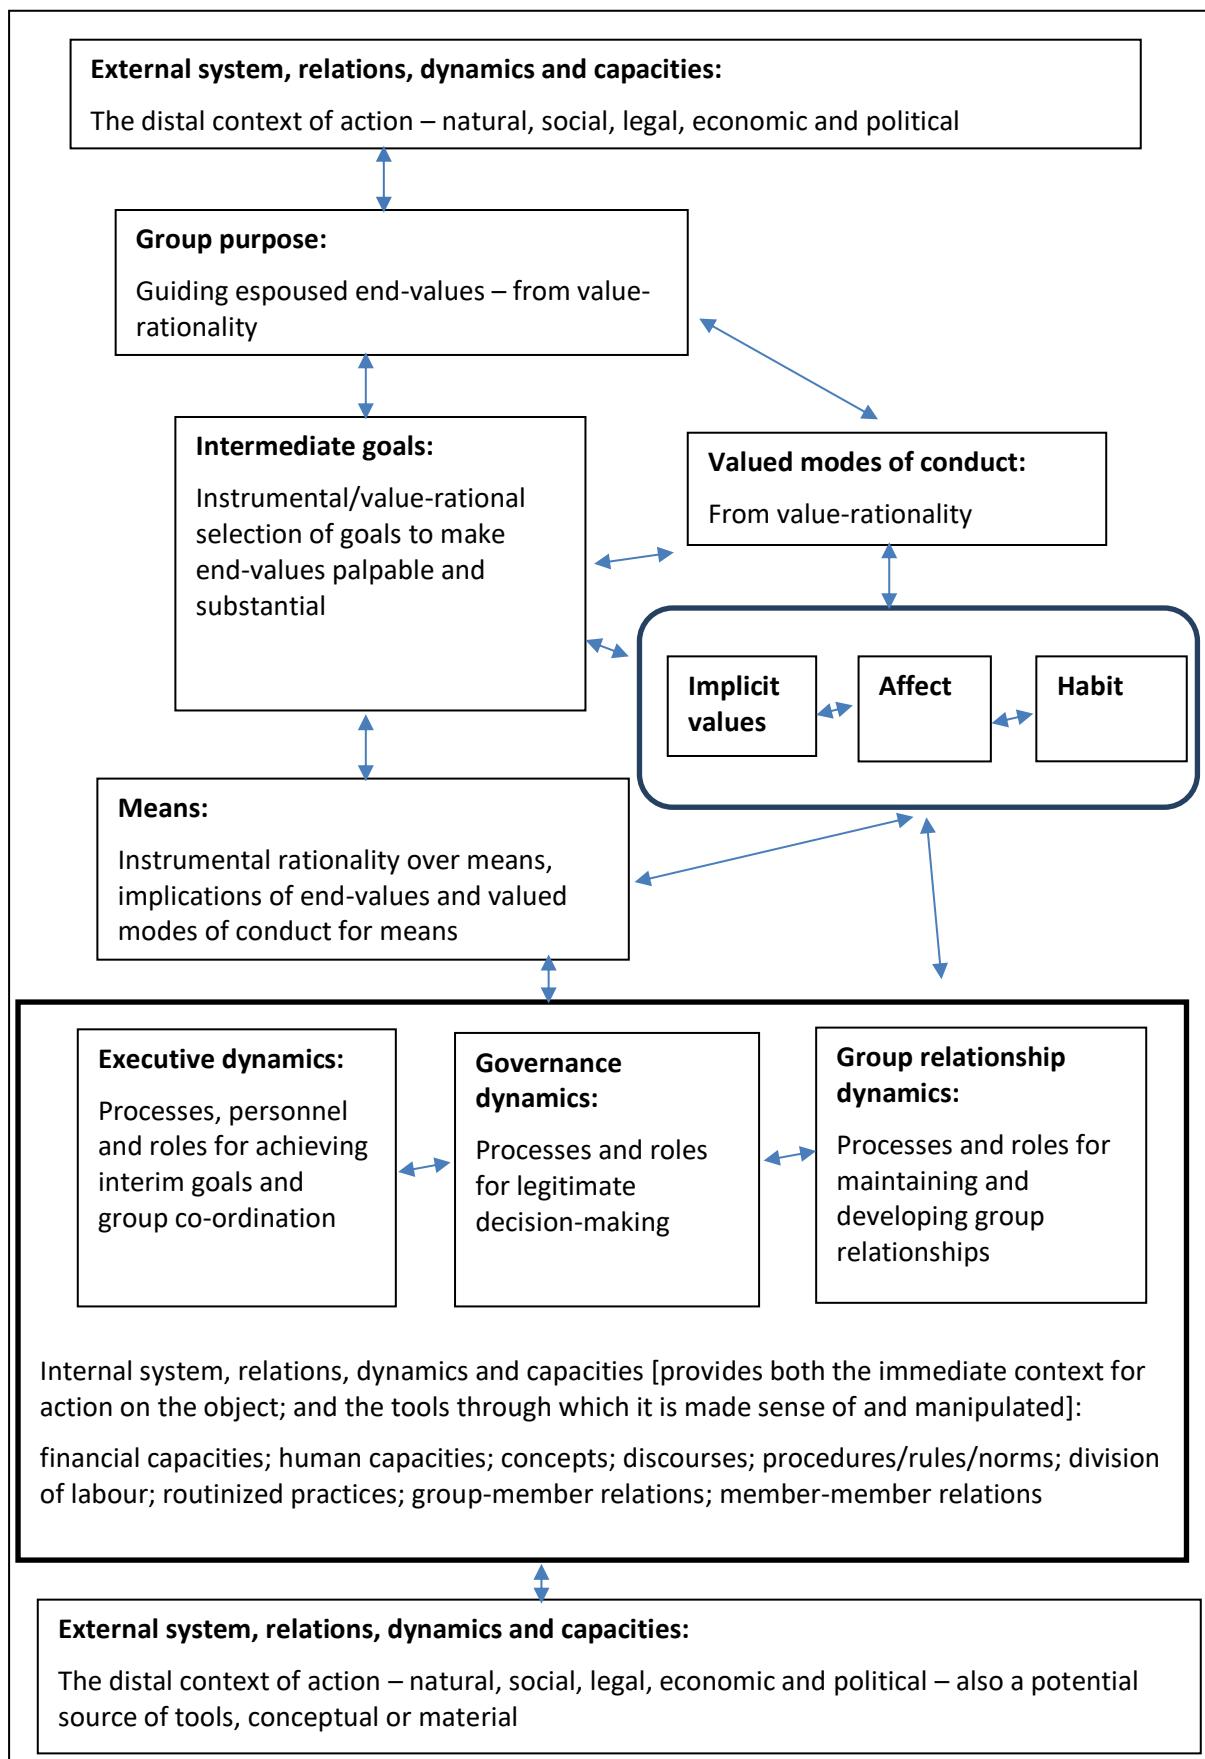 External system, relations, dynamics and capacities:
The distal context of action – natural, social, legal, economic and political
Group purpose:
Guiding espoused end-values – from value-
rationality
Intermediate goals:
Instrumental/value-rational
selection of goals to make
end-values palpable and
substantial
Valued modes of conduct:
From value-rationality
Implicit
values
Affect
Habit
Means:
Instrumental rationality over means,
implications of end-values and valued
modes of conduct for means
Executive dynamics:
Processes, personnel
and roles for achieving
interim goals and
group co-ordination
Governance
dynamics:
Processes and roles
for legitimate
decision-making
Group relationship
dynamics:
Processes and roles for
maintaining and
developing group
relationships
Internal system, relations, dynamics and capacities [provides both the immediate context for
action on the object; and the tools through which it is made sense of and manipulated]:
financial capacities; human capacities; concepts; discourses; procedures/rules/norms; division
of labour; routinized practices; group-member relations; member-member relations
External system, relations, dynamics and capacities:
The distal context of action – natural, social, legal, economic and political – also a potential
source of tools, conceptual or material